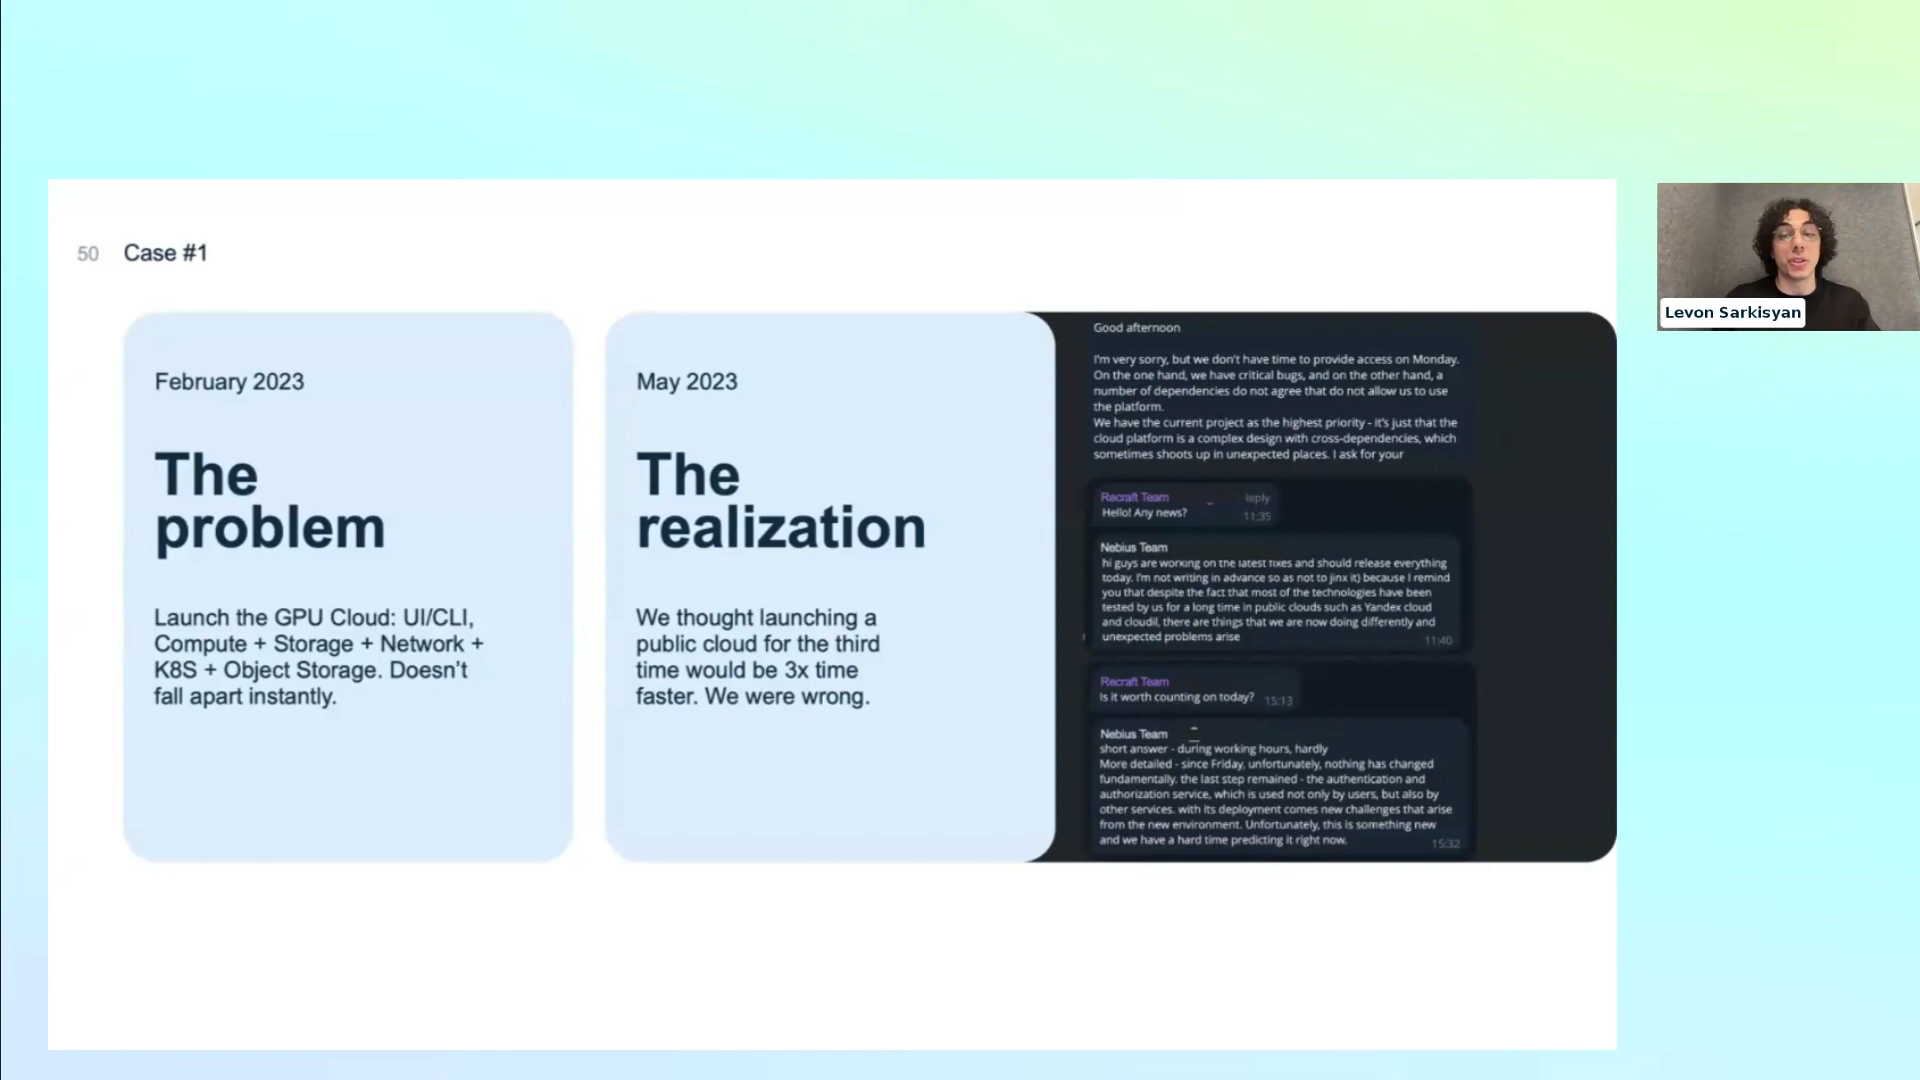 50 Case #1
February 2023
The
problem
Launch the GPU Cloud: UI/CLI,
Compute + Storage + Network +
K8S + Object Storage. Doesn't
fall apart instantly.
May 2023
The
realization
We thought launching a
public cloud for the third
time would be 3x time
faster. We were wrong.
Good afternoon
I'm very sorry, but we don't have time to provide access on Monday.
On the one hand, we have critical bugs, and on the other hand, a
number of dependencies do not agree that do not allow us to use
the platform.
We have the current project as the highest priority - it's just that the
cloud platform is a complex design with cross-dependencies, which
sometimes shoots up in unexpected places. I ask for your
Recraft Team reply
Hello! Any news? 11:35
Nebius Team
hi guys are working on the latest fixes and should release everything
today. I'm not writing in advance so as not to jinx it) because I remind
you that despite the fact that most of the technologies have been
tested by us for a long time in public clouds such as Yandex cloud
and cloudil, there are things that we are now doing differently and
unexpected problems arise 11:40
Recraft Team
Is it worth counting on today? 15:13
Nebius Team
short answer - during working hours, hardly
More detailed - since Friday, unfortunately, nothing has changed
fundamentally. the last step remained - the authentication and
authorization service, which is used not only by users, but also by
other services. with its deployment comes new challenges that arise
from the new environment. Unfortunately, this is something new
and we have a hard time predicting it right now. 15:32
Levon Sarkisyan